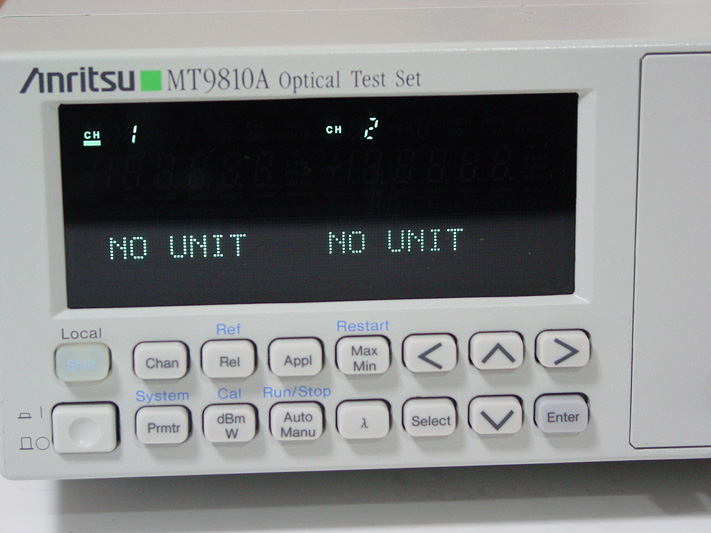 Anritsu MT9810A Optical Test Set
CH 1 CH 2
NO UNIT NO UNIT
Local Ref Restart
Shift Chan Rel Appl Max Min < >
System Cal Run/Stop
Prmtr dBm W Auto Manu λ Select Enter